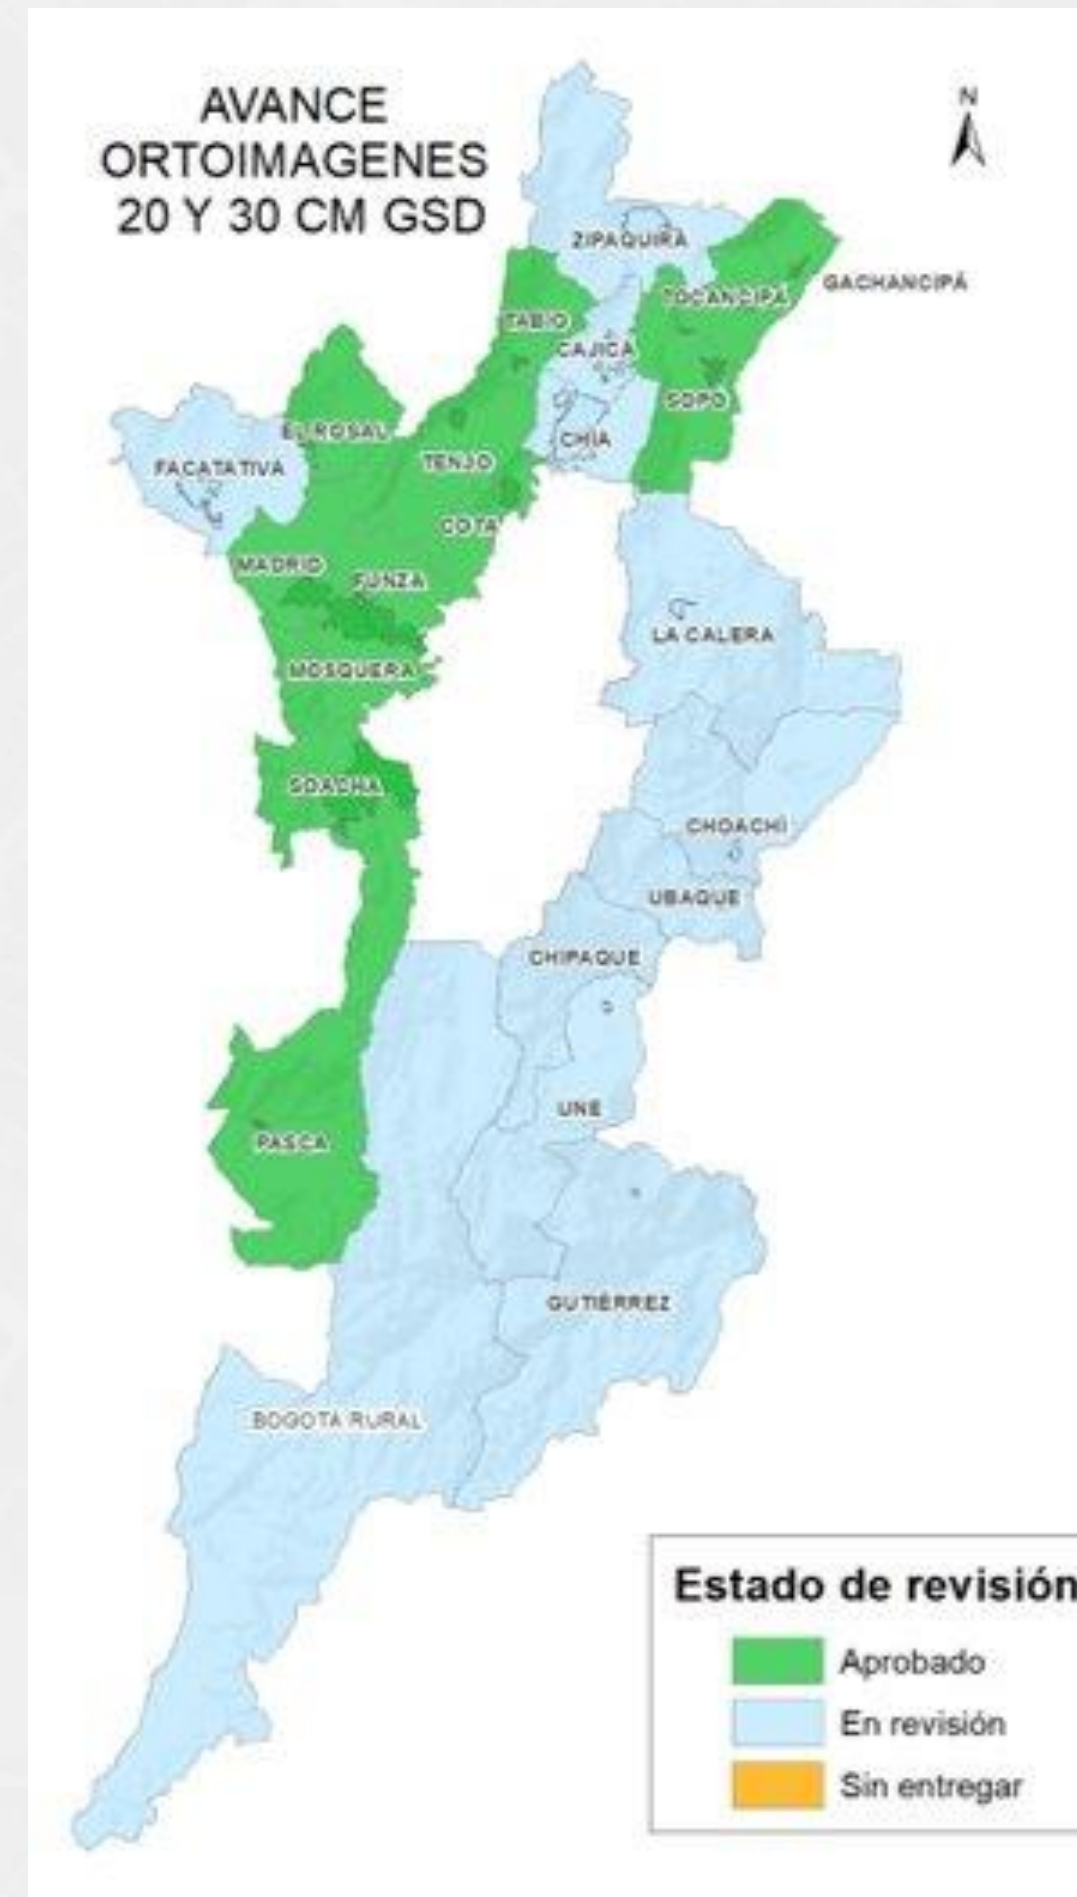 AVANCE
ORTOIMAGENES
20 Y 30 CM GSD
N
ZIPAQUIRÁ
GACHANCIPÁ
TOCANCIPÁ
TABIO
CAJICÁ
SOPÓ
EL ROSAL
CHÍA
TENJO
FACATATIVA
COTA
MADRID
FUNZA
LA CALERA
MOSQUERA
SOACHA
CHOACHÍ
UBAQUE
CHIPAQUE
UNE
PASCA
GUTIÉRREZ
BOGOTA RURAL
Estado de revisión
Aprobado
En revisión
Sin entregar